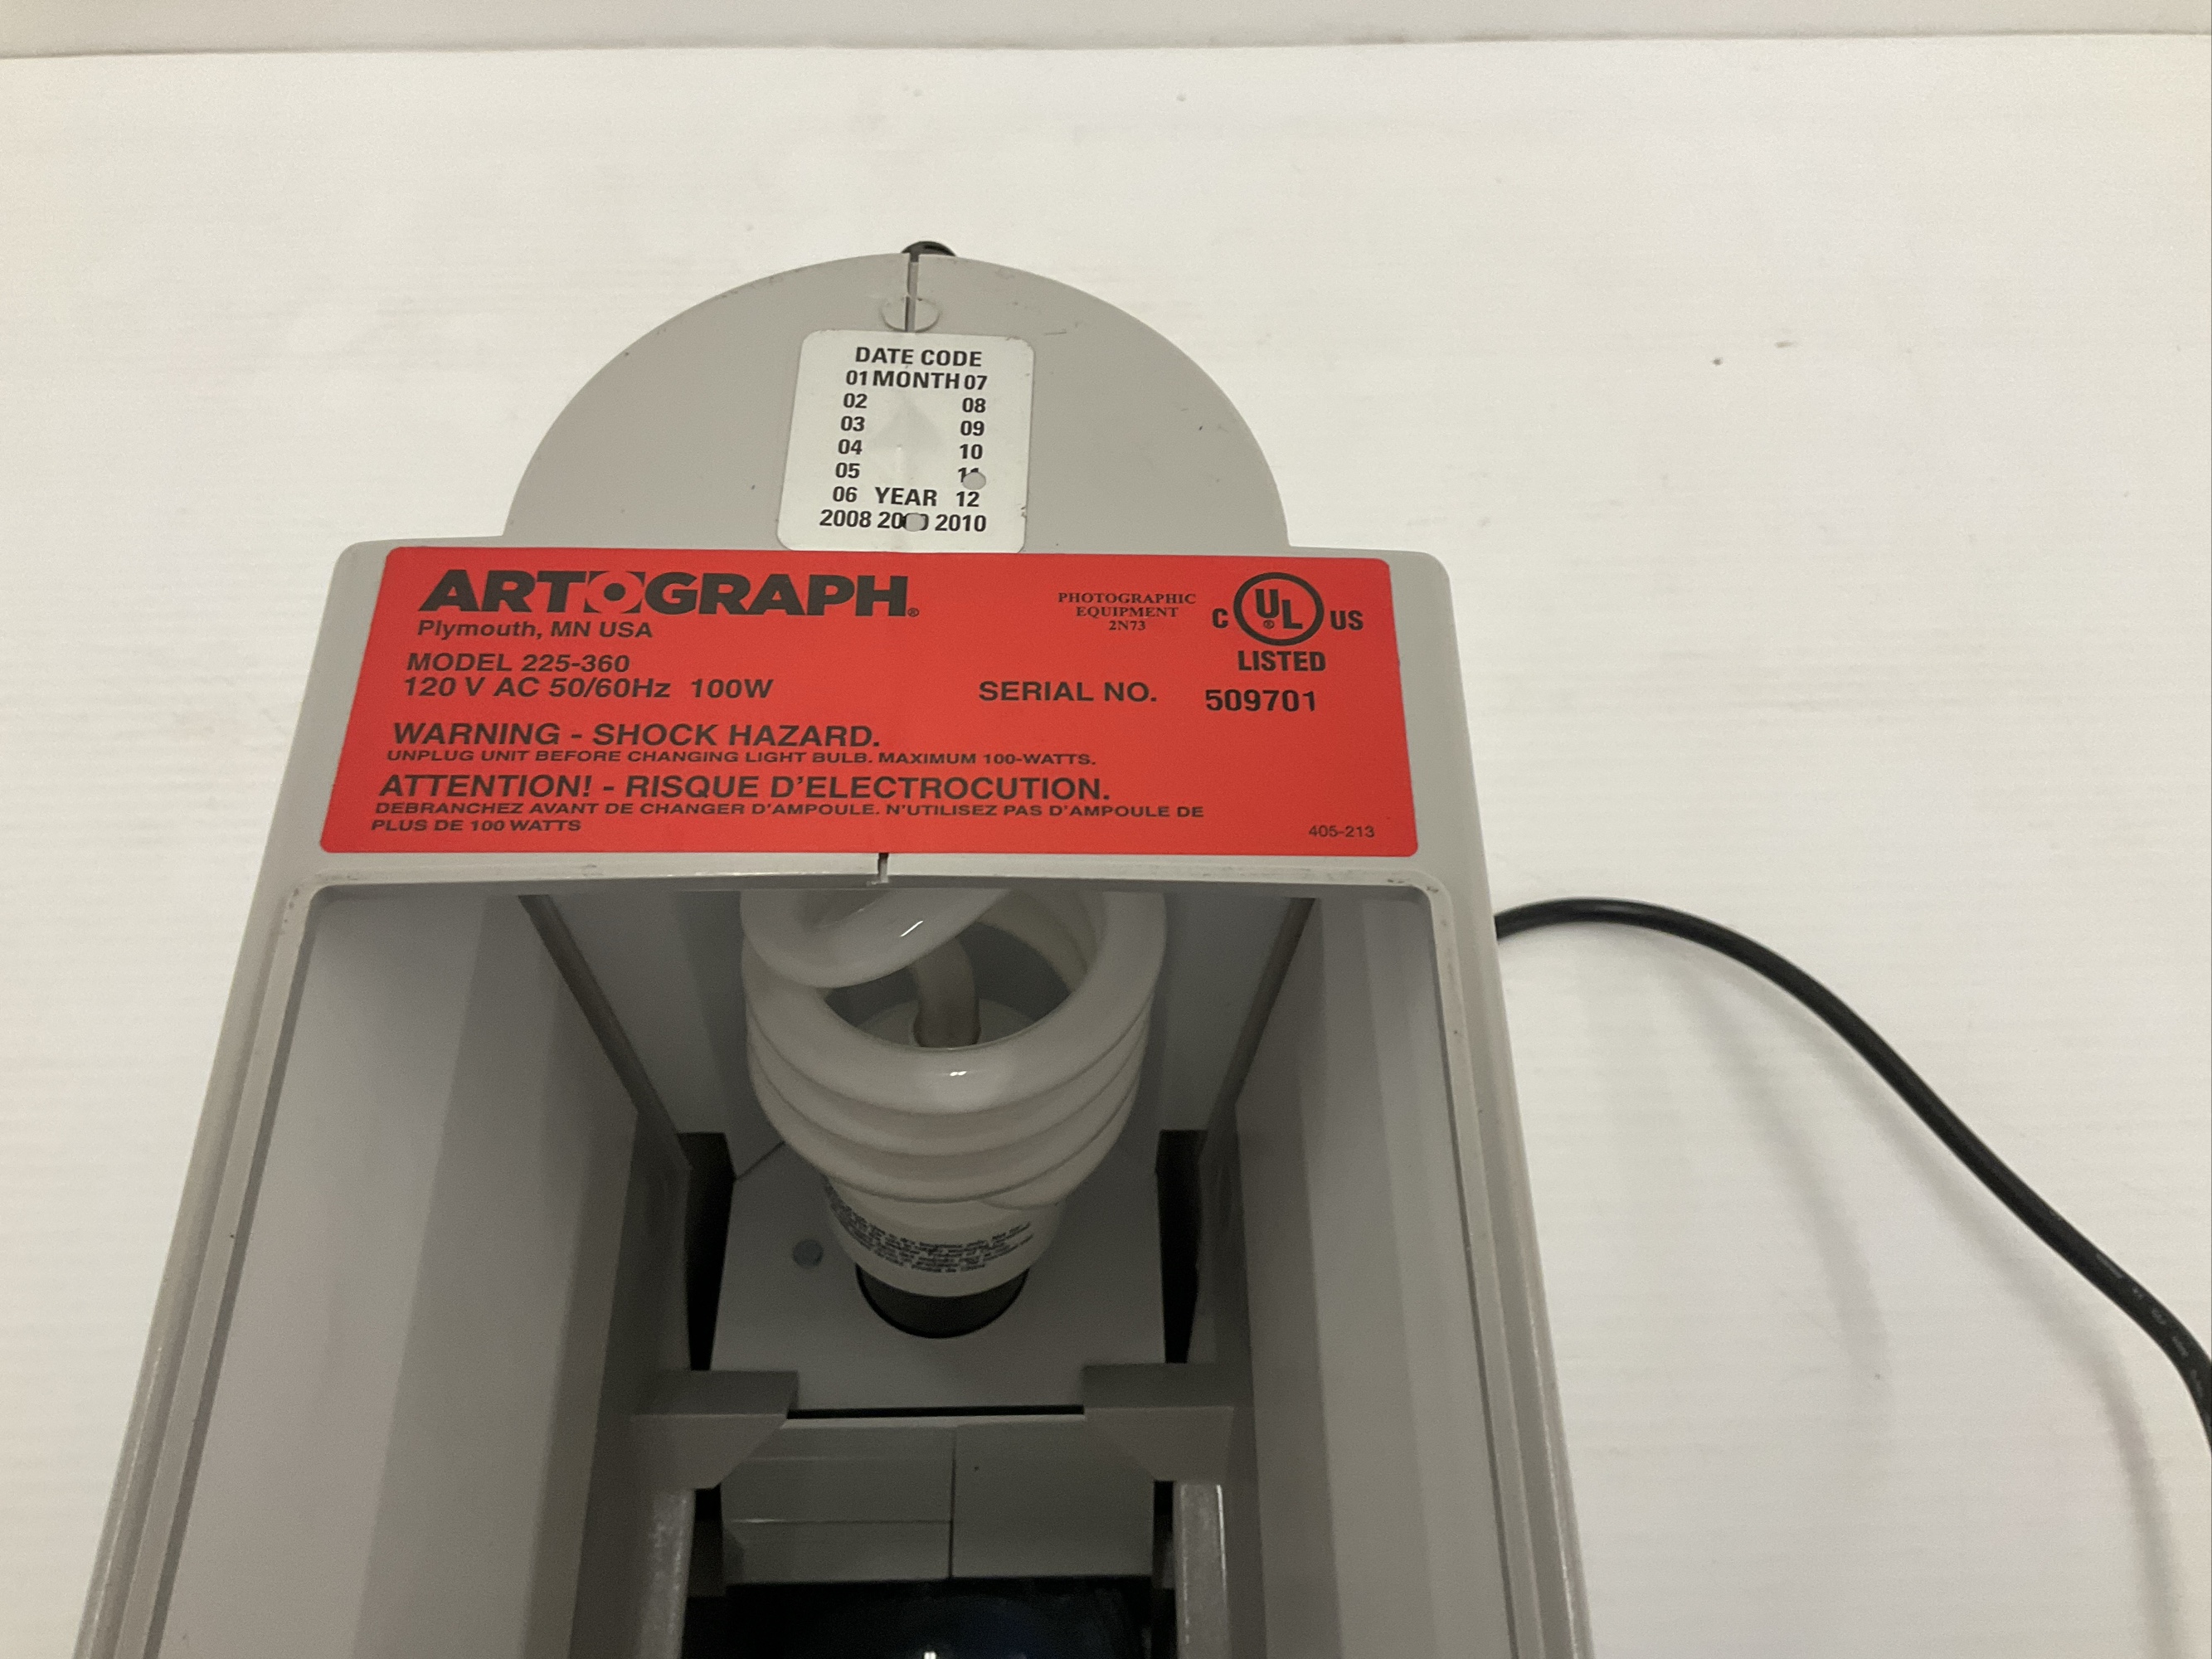 DATE CODE
01 MONTH 07
02 08
03 09
04 10
05
06 YEAR 12
2008 2010
ARTOGRAPH®
Plymouth, MN USA
PHOTOGRAPHIC
EQUIPMENT
2N73
C UL® US
LISTED
MODEL 225-360
120 V AC 50/60Hz 100W
SERIAL NO. 509701
WARNING - SHOCK HAZARD.
UNPLUG UNIT BEFORE CHANGING LIGHT BULB. MAXIMUM 100-WATTS.
ATTENTION! - RISQUE D'ELECTROCUTION.
DEBRANCHEZ AVANT DE CHANGER D'AMPOULE. N'UTILISEZ PAS D'AMPOULE DE
PLUS DE 100 WATTS
405-213